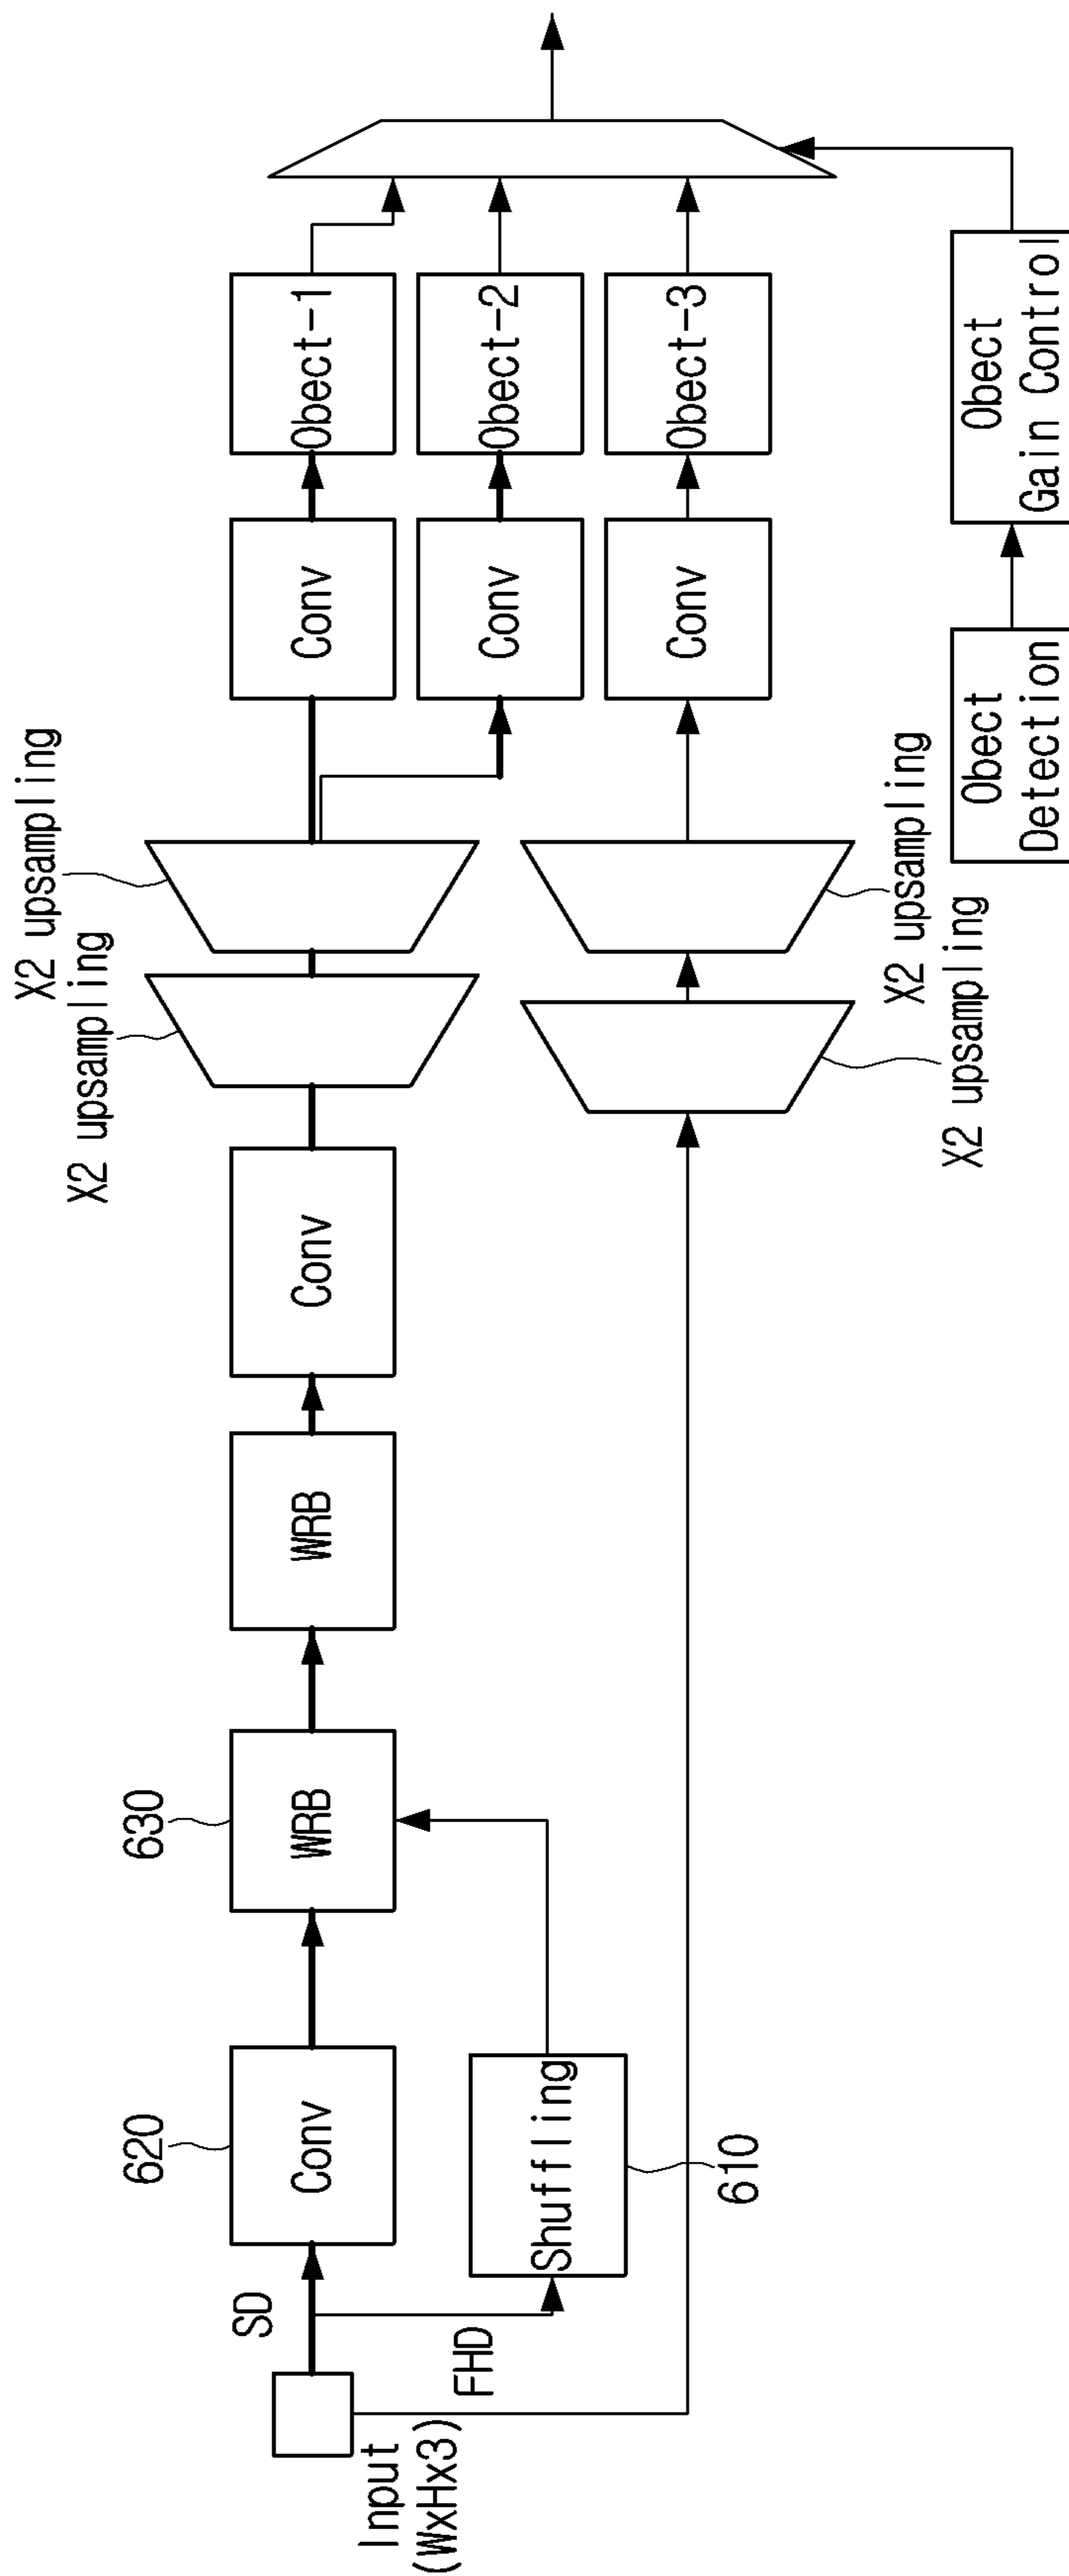 Input
(WxHx3)
SD
FHD
620
Conv
Shuffling
610
630
WRB
WRB
Conv
X2 upsampling
X2 upsampling
X2 upsampling
X2 upsampling
Conv
Conv
Conv
Obect-1
Obect-2
Obect-3
Obect
Detection
Obect
Gain Control